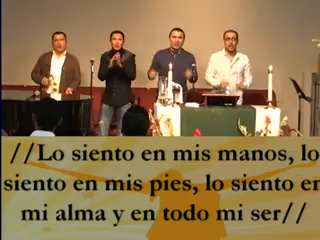 //Lo siento en mis manos, lo
siento en mis pies, lo siento en
mi alma y en todo mi ser//